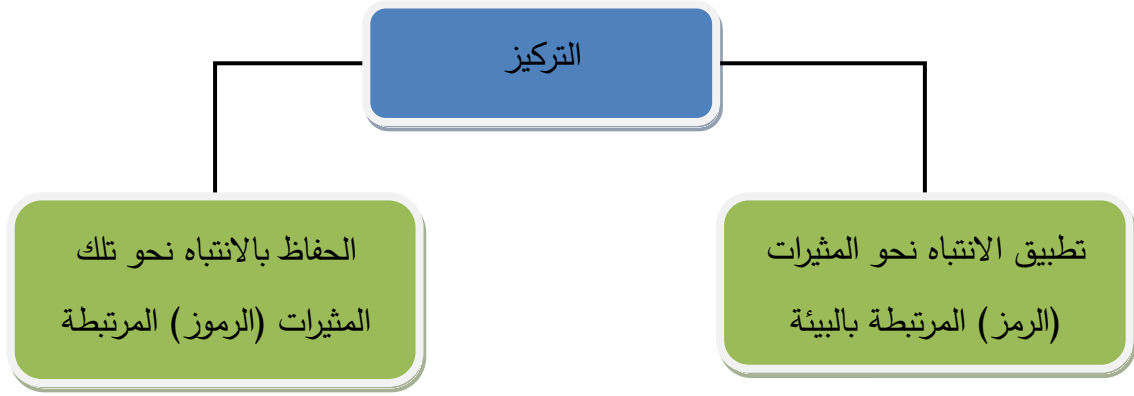 التركيز
تطبيق الانتباه نحو المثيرات
(الرمز) المرتبطة بالبيئة
الحفاظ بالانتباه نحو تلك
المثيرات (الرموز) المرتبطة